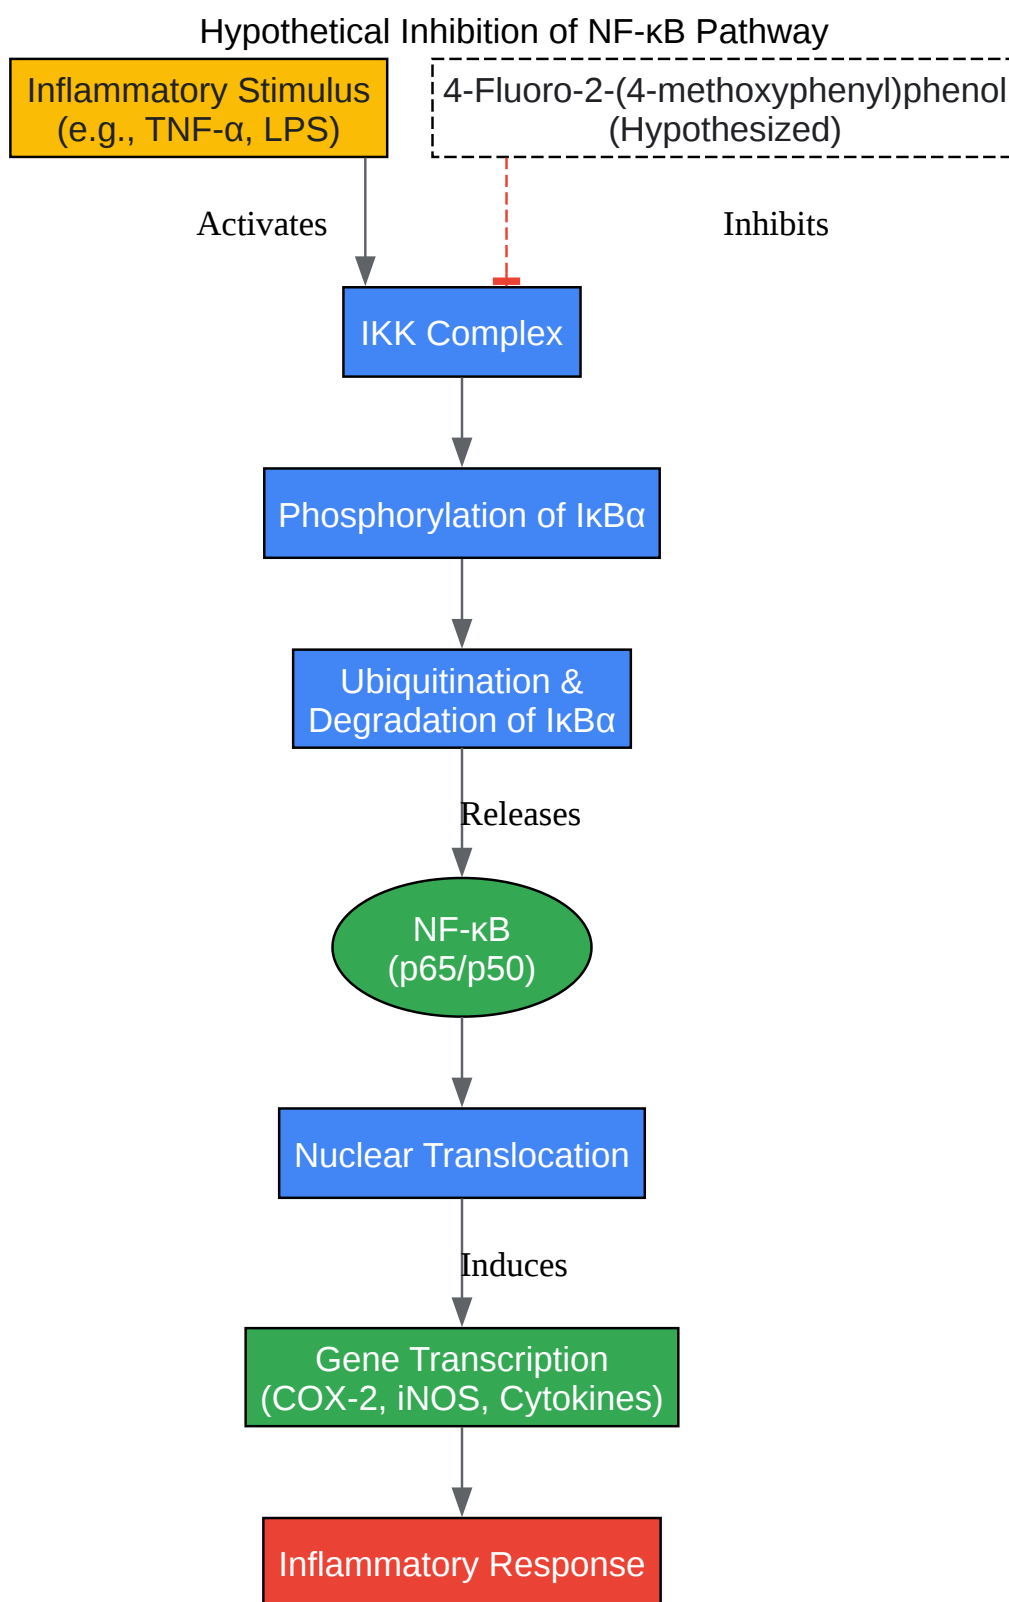 Hypothetical Inhibition of NF-κB Pathway
Inflammatory Stimulus
(e.g., TNF-α, LPS)
4-Fluoro-2-(4-methoxyphenyl)phenol
(Hypothesized)
Activates
Inhibits
IKK Complex
Phosphorylation of IκBα
Ubiquitination &
Degradation of IκBα
Releases
NF-κB
(p65/p50)
Nuclear Translocation
Induces
Gene Transcription
(COX-2, iNOS, Cytokines)
Inflammatory Response